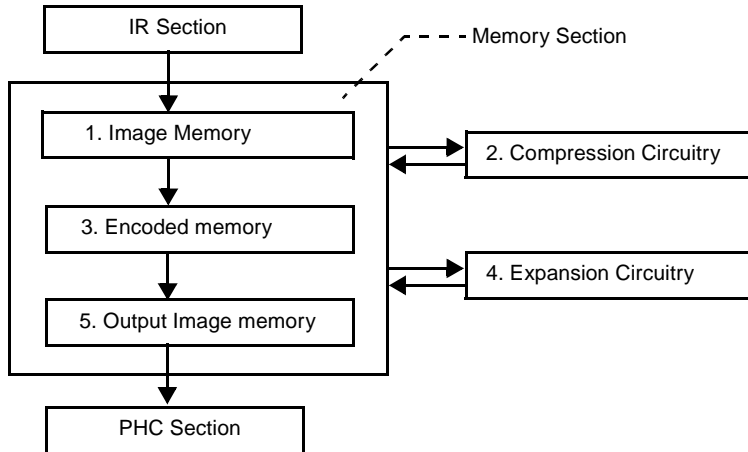 IR Section
Memory Section
1. Image Memory
2. Compression Circuitry
3. Encoded memory
4. Expansion Circuitry
5. Output Image memory
PHC Section